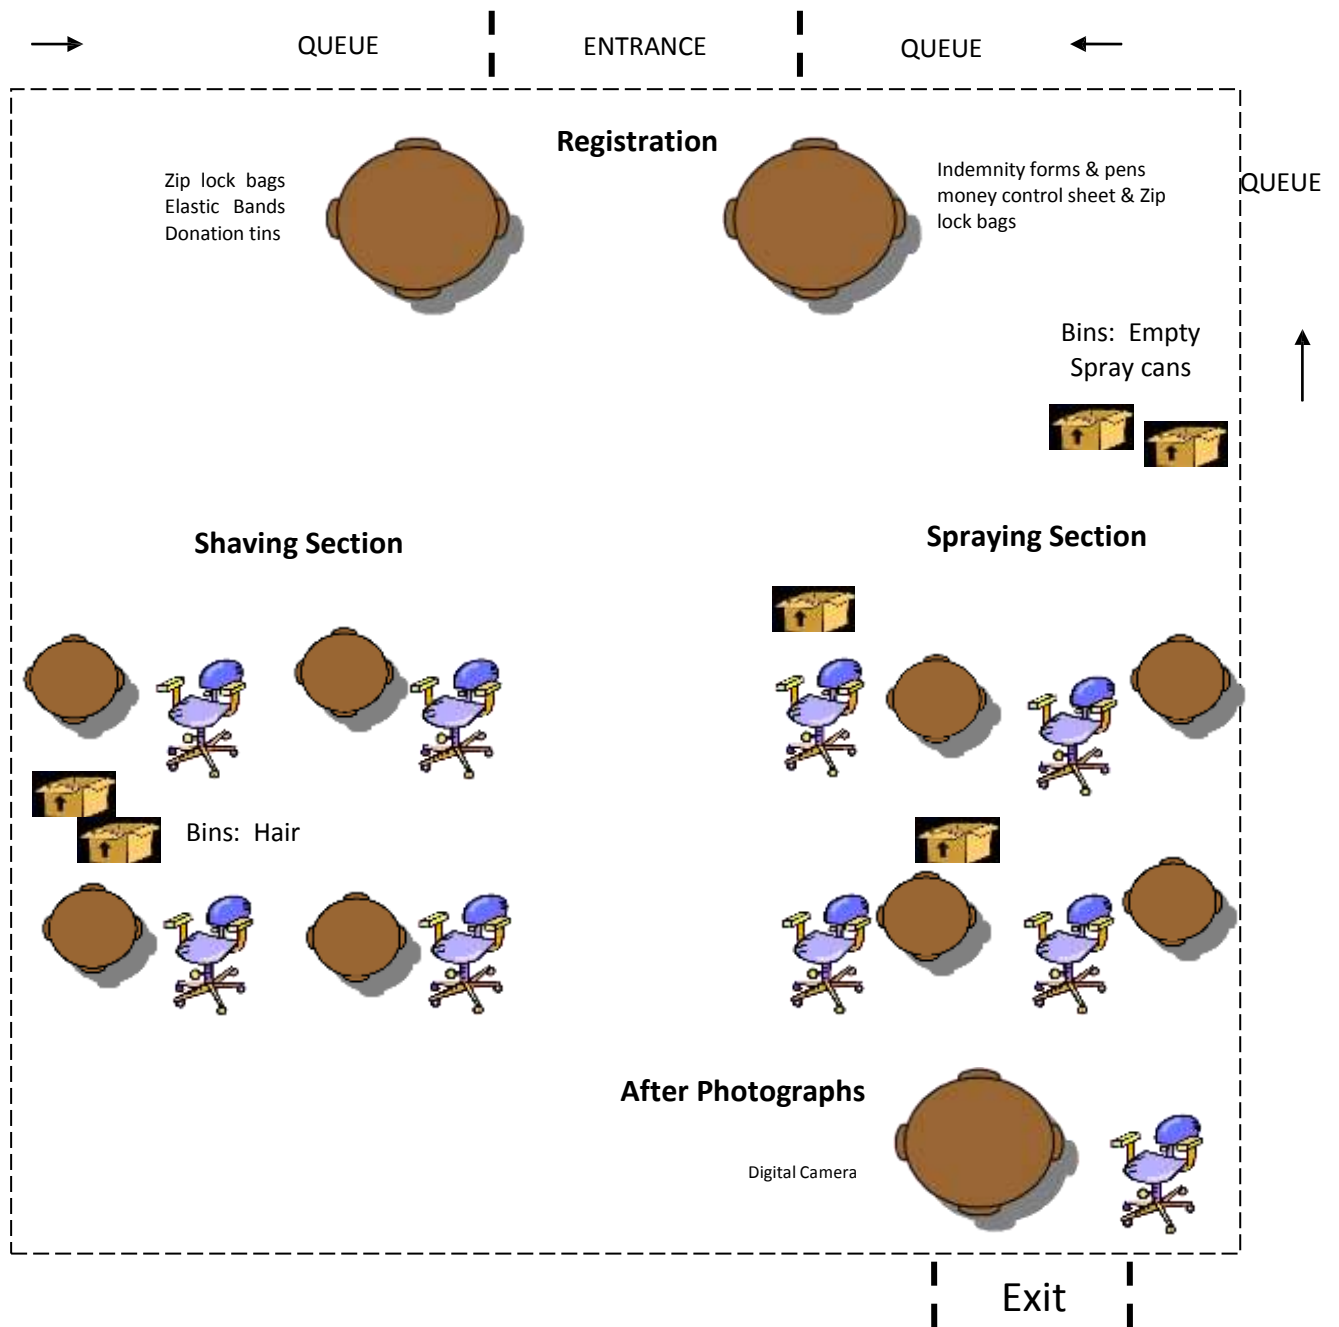 QUEUE
ENTRANCE
QUEUE
Registration
Zip lock bags
Elastic Bands
Donation tins
Indemnity forms & pens
money control sheet & Zip
lock bags
QUEUE
Bins: Empty
Spray cans
Shaving Section
Spraying Section
Bins: Hair
After Photographs
Digital Camera
Exit